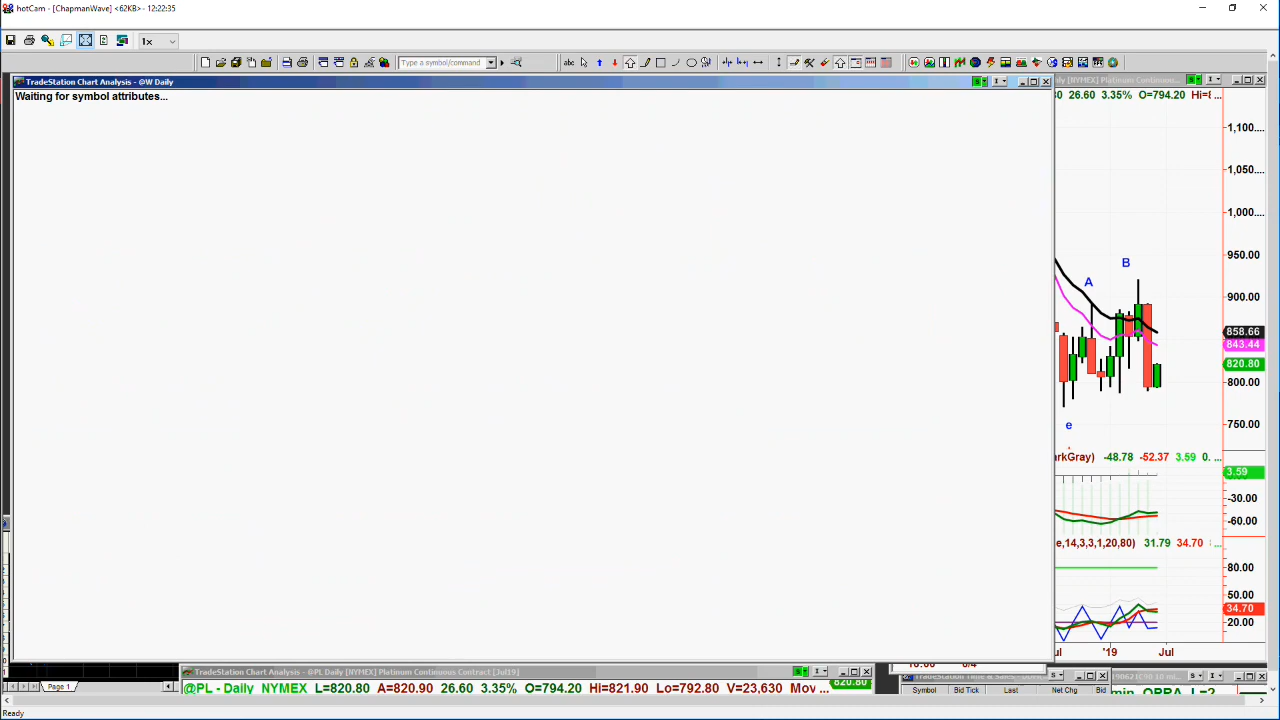 hotCam - [ChapmanWave] <62KB> - 12:22:35
1x
abc
Type a symbol/command
TradeStation Chart Analysis - @W Daily
Waiting for symbol attributes...
[NYMEX] Platinum Continuous...
26.60 3.35% O=794.20 Hi=8 ...
1,100....
1,050....
1,000....
950.00
900.00
858.66
843.44
820.80
800.00
750.00
A
B
e
arkGray) -48.78 -52.37 3.59 0. ...
3.59
-30.00
-60.00
e,14,3,3,1,20,80) 31.79 34.70 ...
80.00
50.00
34.70
20.00
'19 Jul
TradeStation Chart Analysis - @PL Daily [NYMEX] Platinum Continuous Contract [Jul19]
@PL - Daily NYMEX L=820.80 A=820.90 26.60 3.35% O=794.20 Hi=821.90 Lo=792.80 V=23,630 Mov ...
820.80
Symbol Bid Tick Last Net Chg Bid
Page 1
Ready